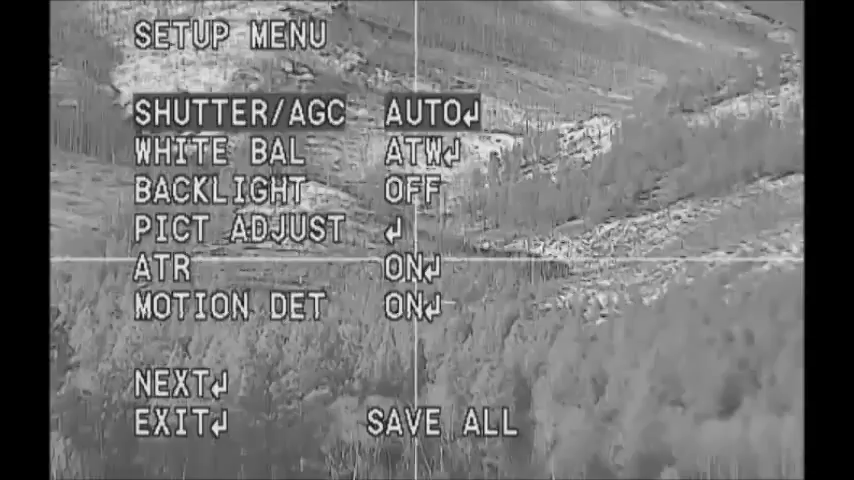 SETUP MENU
SHUTTER/AGC AUTO↲
WHITE BAL ATW↲
BACKLIGHT OFF
PICT ADJUST ↲
ATR ON↲
MOTION DET ON↲
NEXT↲
EXIT↲ SAVE ALL